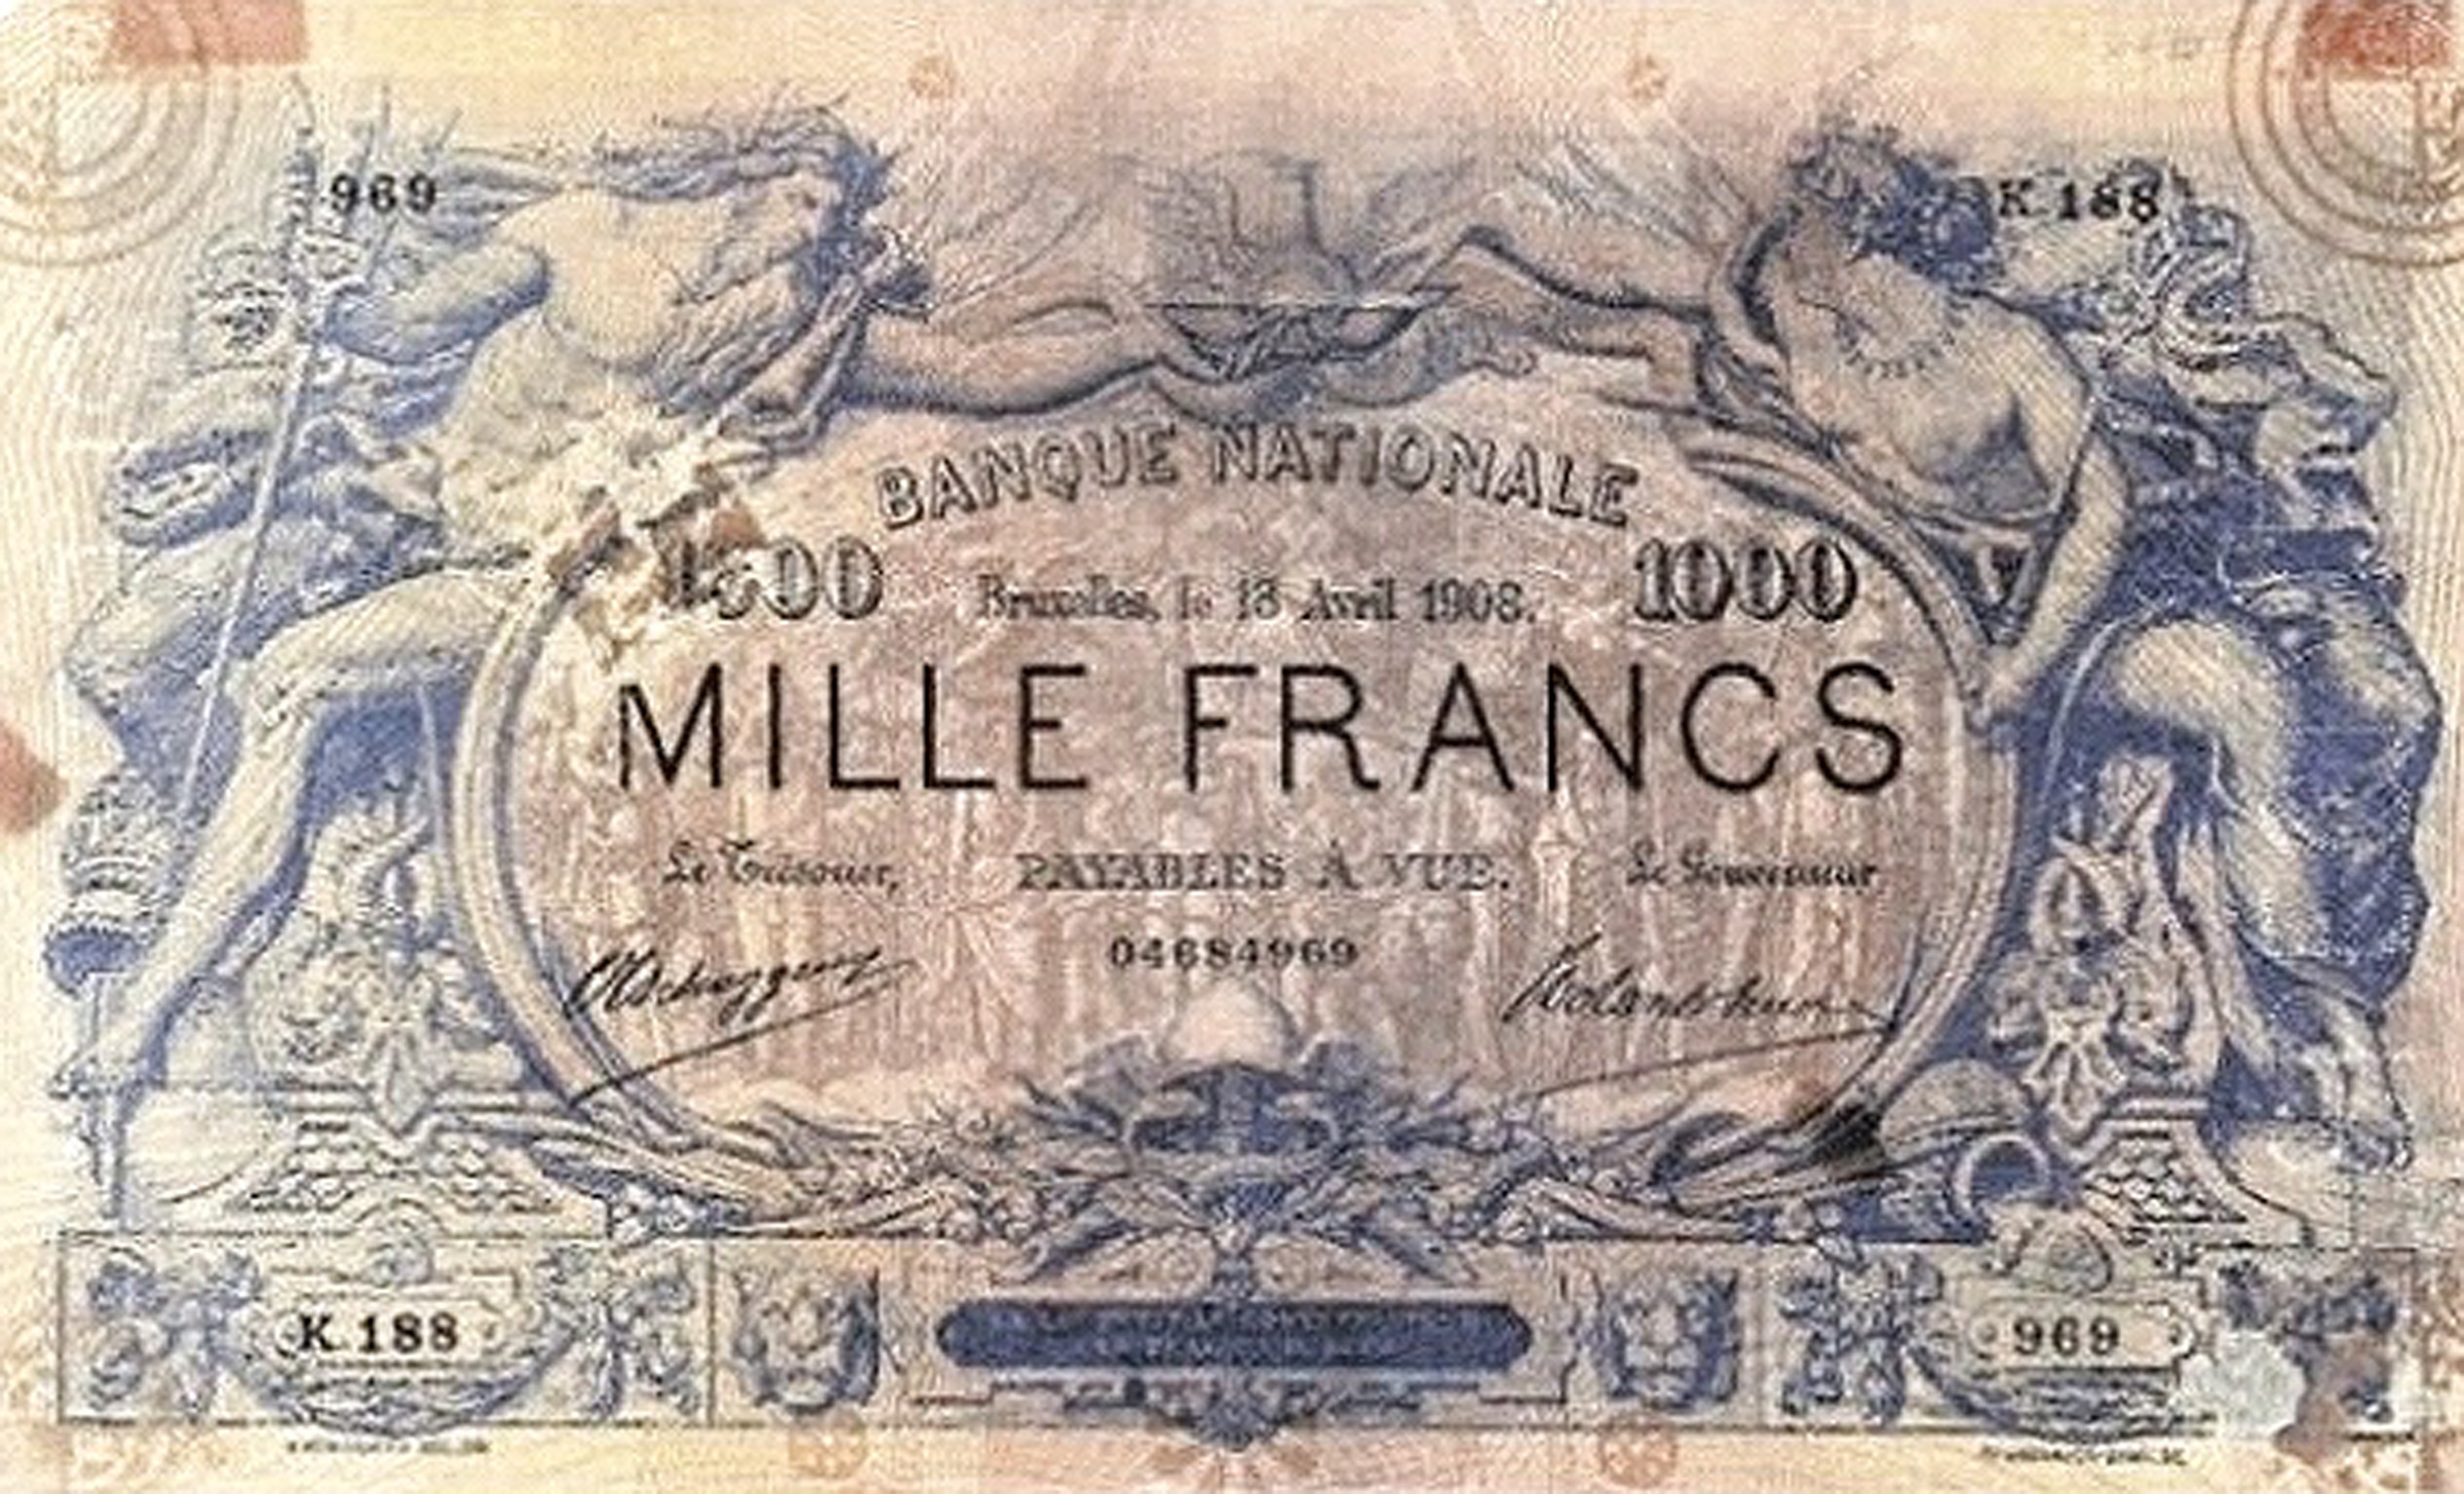 969
K.188
BANQUE NATIONALE
1000 Bruxelles, le 18 Avril 1908. 1000
MILLE FRANCS
Le Trésorier, PAYABLES À VUE. Le Gouverneur
04684969
K.188
969